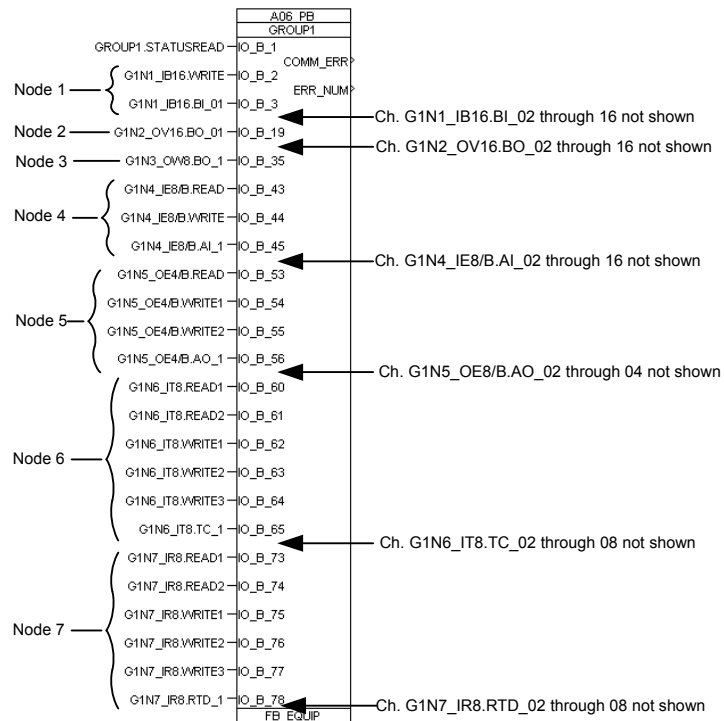 A06_PB
GROUP1
GROUP1.STATUSREAD IO_B_1
COMM_ERR
Node 1
G1N1_IB16.WRITE IO_B_2
ERR_NUM
G1N1_IB16.BI_01 IO_B_3
Ch. G1N1_IB16.BI_02 through 16 not shown
Node 2 G1N2_OV16.BO_01 IO_B_19
Ch. G1N2_OV16.BO_02 through 16 not shown
Node 3 G1N3_OW8.BO_1 IO_B_35
Node 4
G1N4_IE8/B.READ IO_B_43
G1N4_IE8/B.WRITE IO_B_44
G1N4_IE8/B.AI_1 IO_B_45
Ch. G1N4_IE8/B.AI_02 through 16 not shown
Node 5
G1N5_OE4/B.READ IO_B_53
G1N5_OE4/B.WRITE1 IO_B_54
G1N5_OE4/B.WRITE2 IO_B_55
G1N5_OE4/B.AO_1 IO_B_56
Ch. G1N5_OE8/B.AO_02 through 04 not shown
Node 6
G1N6_IT8.READ1 IO_B_60
G1N6_IT8.READ2 IO_B_61
G1N6_IT8.WRITE1 IO_B_62
G1N6_IT8.WRITE2 IO_B_63
G1N6_IT8.WRITE3 IO_B_64
G1N6_IT8.TC_1 IO_B_65
Ch. G1N6_IT8.TC_02 through 08 not shown
Node 7
G1N7_IR8.READ1 IO_B_73
G1N7_IR8.READ2 IO_B_74
G1N7_IR8.WRITE1 IO_B_75
G1N7_IR8.WRITE2 IO_B_76
G1N7_IR8.WRITE3 IO_B_77
G1N7_IR8.RTD_1 IO_B_78
Ch. G1N7_IR8.RTD_02 through 08 not shown
FB_EQUIP